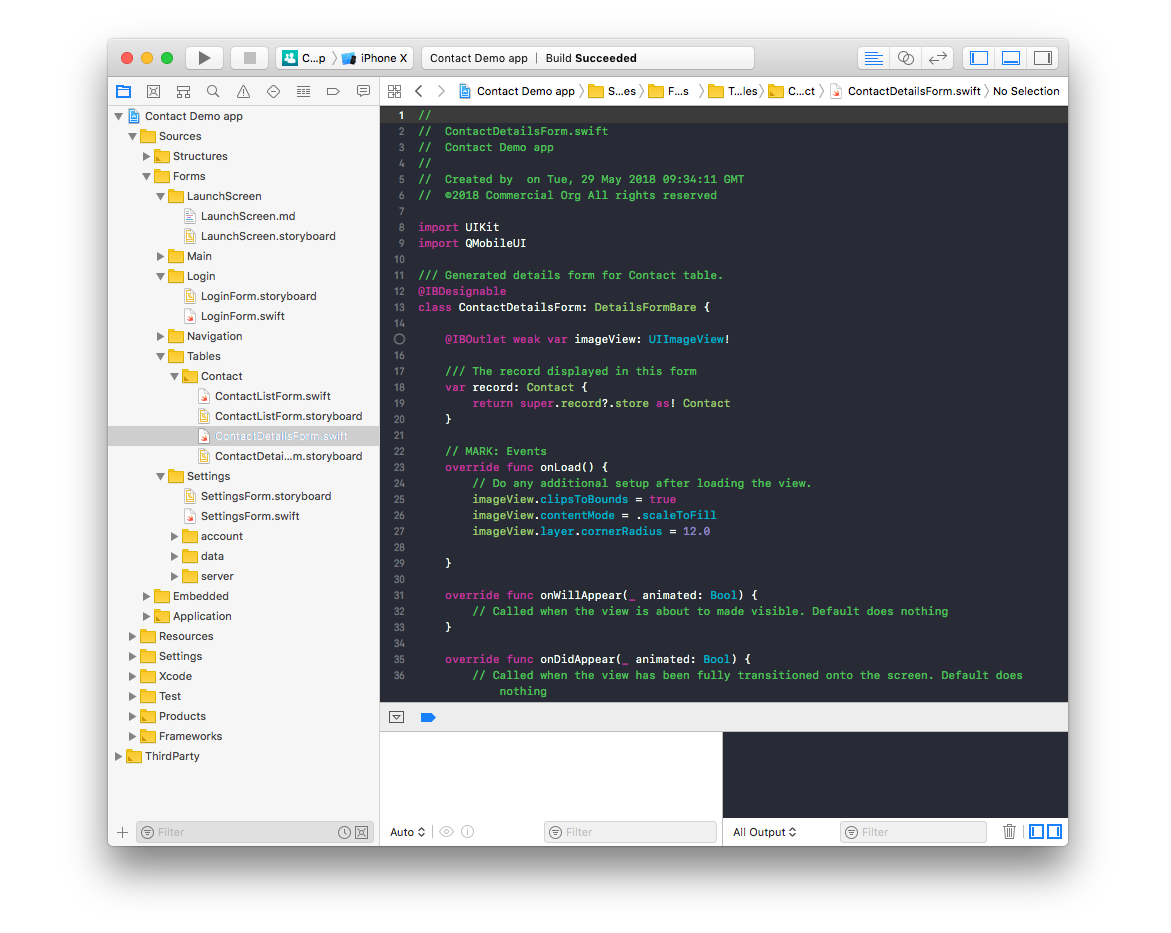 C...p iPhone X Contact Demo app | Build Succeeded
Contact Demo app S...es F...s T...les C...ct ContactDetailsForm.swift No Selection
Contact Demo app
Sources
Structures
Forms
LaunchScreen
LaunchScreen.md
LaunchScreen.storyboard
Main
Login
LoginForm.storyboard
LoginForm.swift
Navigation
Tables
Contact
ContactListForm.swift
ContactListForm.storyboard
ContactDetailsForm.swift
ContactDetai...m.storyboard
Settings
SettingsForm.storyboard
SettingsForm.swift
account
data
server
Embedded
Application
Resources
Settings
Xcode
Test
Products
Frameworks
ThirdParty
Filter
1 //
2 //  ContactDetailsForm.swift
3 //  Contact Demo app
4 //
5 //  Created by  on Tue, 29 May 2018 09:34:11 GMT
6 //  ©2018 Commercial Org All rights reserved
7
8 import UIKit
9 import QMobileUI
10
11 /// Generated details form for Contact table.
12 @IBDesignable
13 class ContactDetailsForm: DetailsFormBare {
14
@IBOutlet weak var imageView: UIImageView!
16
17 /// The record displayed in this form
18 var record: Contact {
19 return super.record?.store as! Contact
20 }
21
22 // MARK: Events
23 override func onLoad() {
24 // Do any additional setup after loading the view.
25 imageView.clipsToBounds = true
26 imageView.contentMode = .scaleToFill
27 imageView.layer.cornerRadius = 12.0
28
29 }
30
31 override func onWillAppear(_ animated: Bool) {
32 // Called when the view is about to made visible. Default does nothing
33 }
34
35 override func onDidAppear(_ animated: Bool) {
36 // Called when the view has been fully transitioned onto the screen. Default does
nothing
Auto Filter
All Output Filter